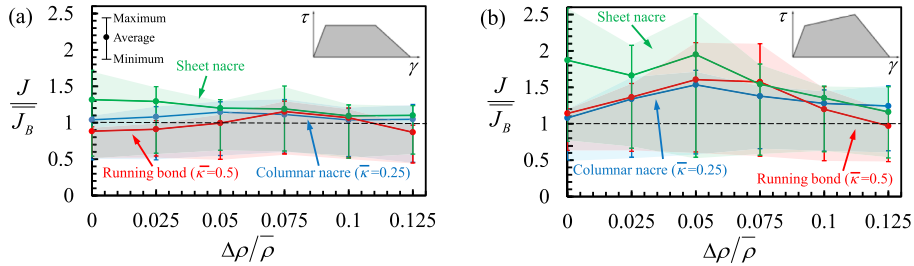 (a)
2.5
2
1.5
1
0.5
0
J
J̅_B
Maximum
Average
Minimum
τ
γ
Sheet nacre
Running bond (κ̅=0.5)
Columnar nacre (κ̅=0.25)
0 0.025 0.05 0.075 0.1 0.125
Δρ/ρ̅
(b)
2.5
2
1.5
1
0.5
0
J
J̅_B
Sheet nacre
τ
γ
Columnar nacre (κ̅=0.25)
Running bond (κ̅=0.5)
0 0.025 0.05 0.075 0.1 0.125
Δρ/ρ̅